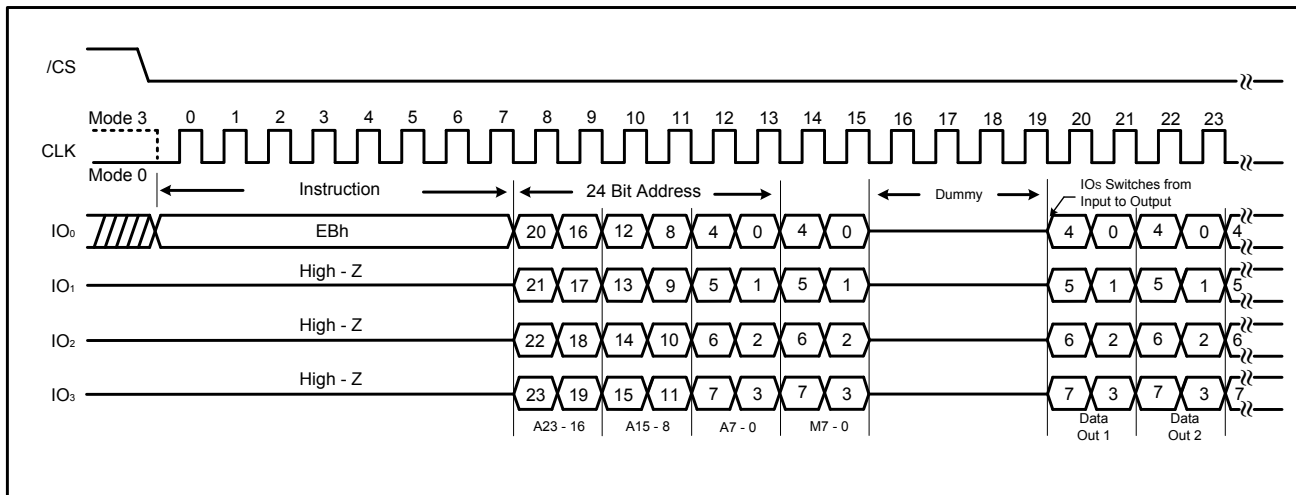 /CS
Mode 3 0 1 2 3 4 5 6 7 8 9 10 11 12 13 14 15 16 17 18 19 20 21 22 23
CLK
Mode 0
Instruction 24 Bit Address Dummy IOs Switches from
Input to Output
IO0 EBh 20 16 12 8 4 0 4 0 4 0 4 0 4
High - Z
IO1 21 17 13 9 5 1 5 1 5 1 5 1 5
High - Z
IO2 22 18 14 10 6 2 6 2 6 2 6 2 6
High - Z
IO3 23 19 15 11 7 3 7 3 7 3 7 3 7
A23 - 16 A15 - 8 A7 - 0 M7 - 0 Data Data
Out 1 Out 2